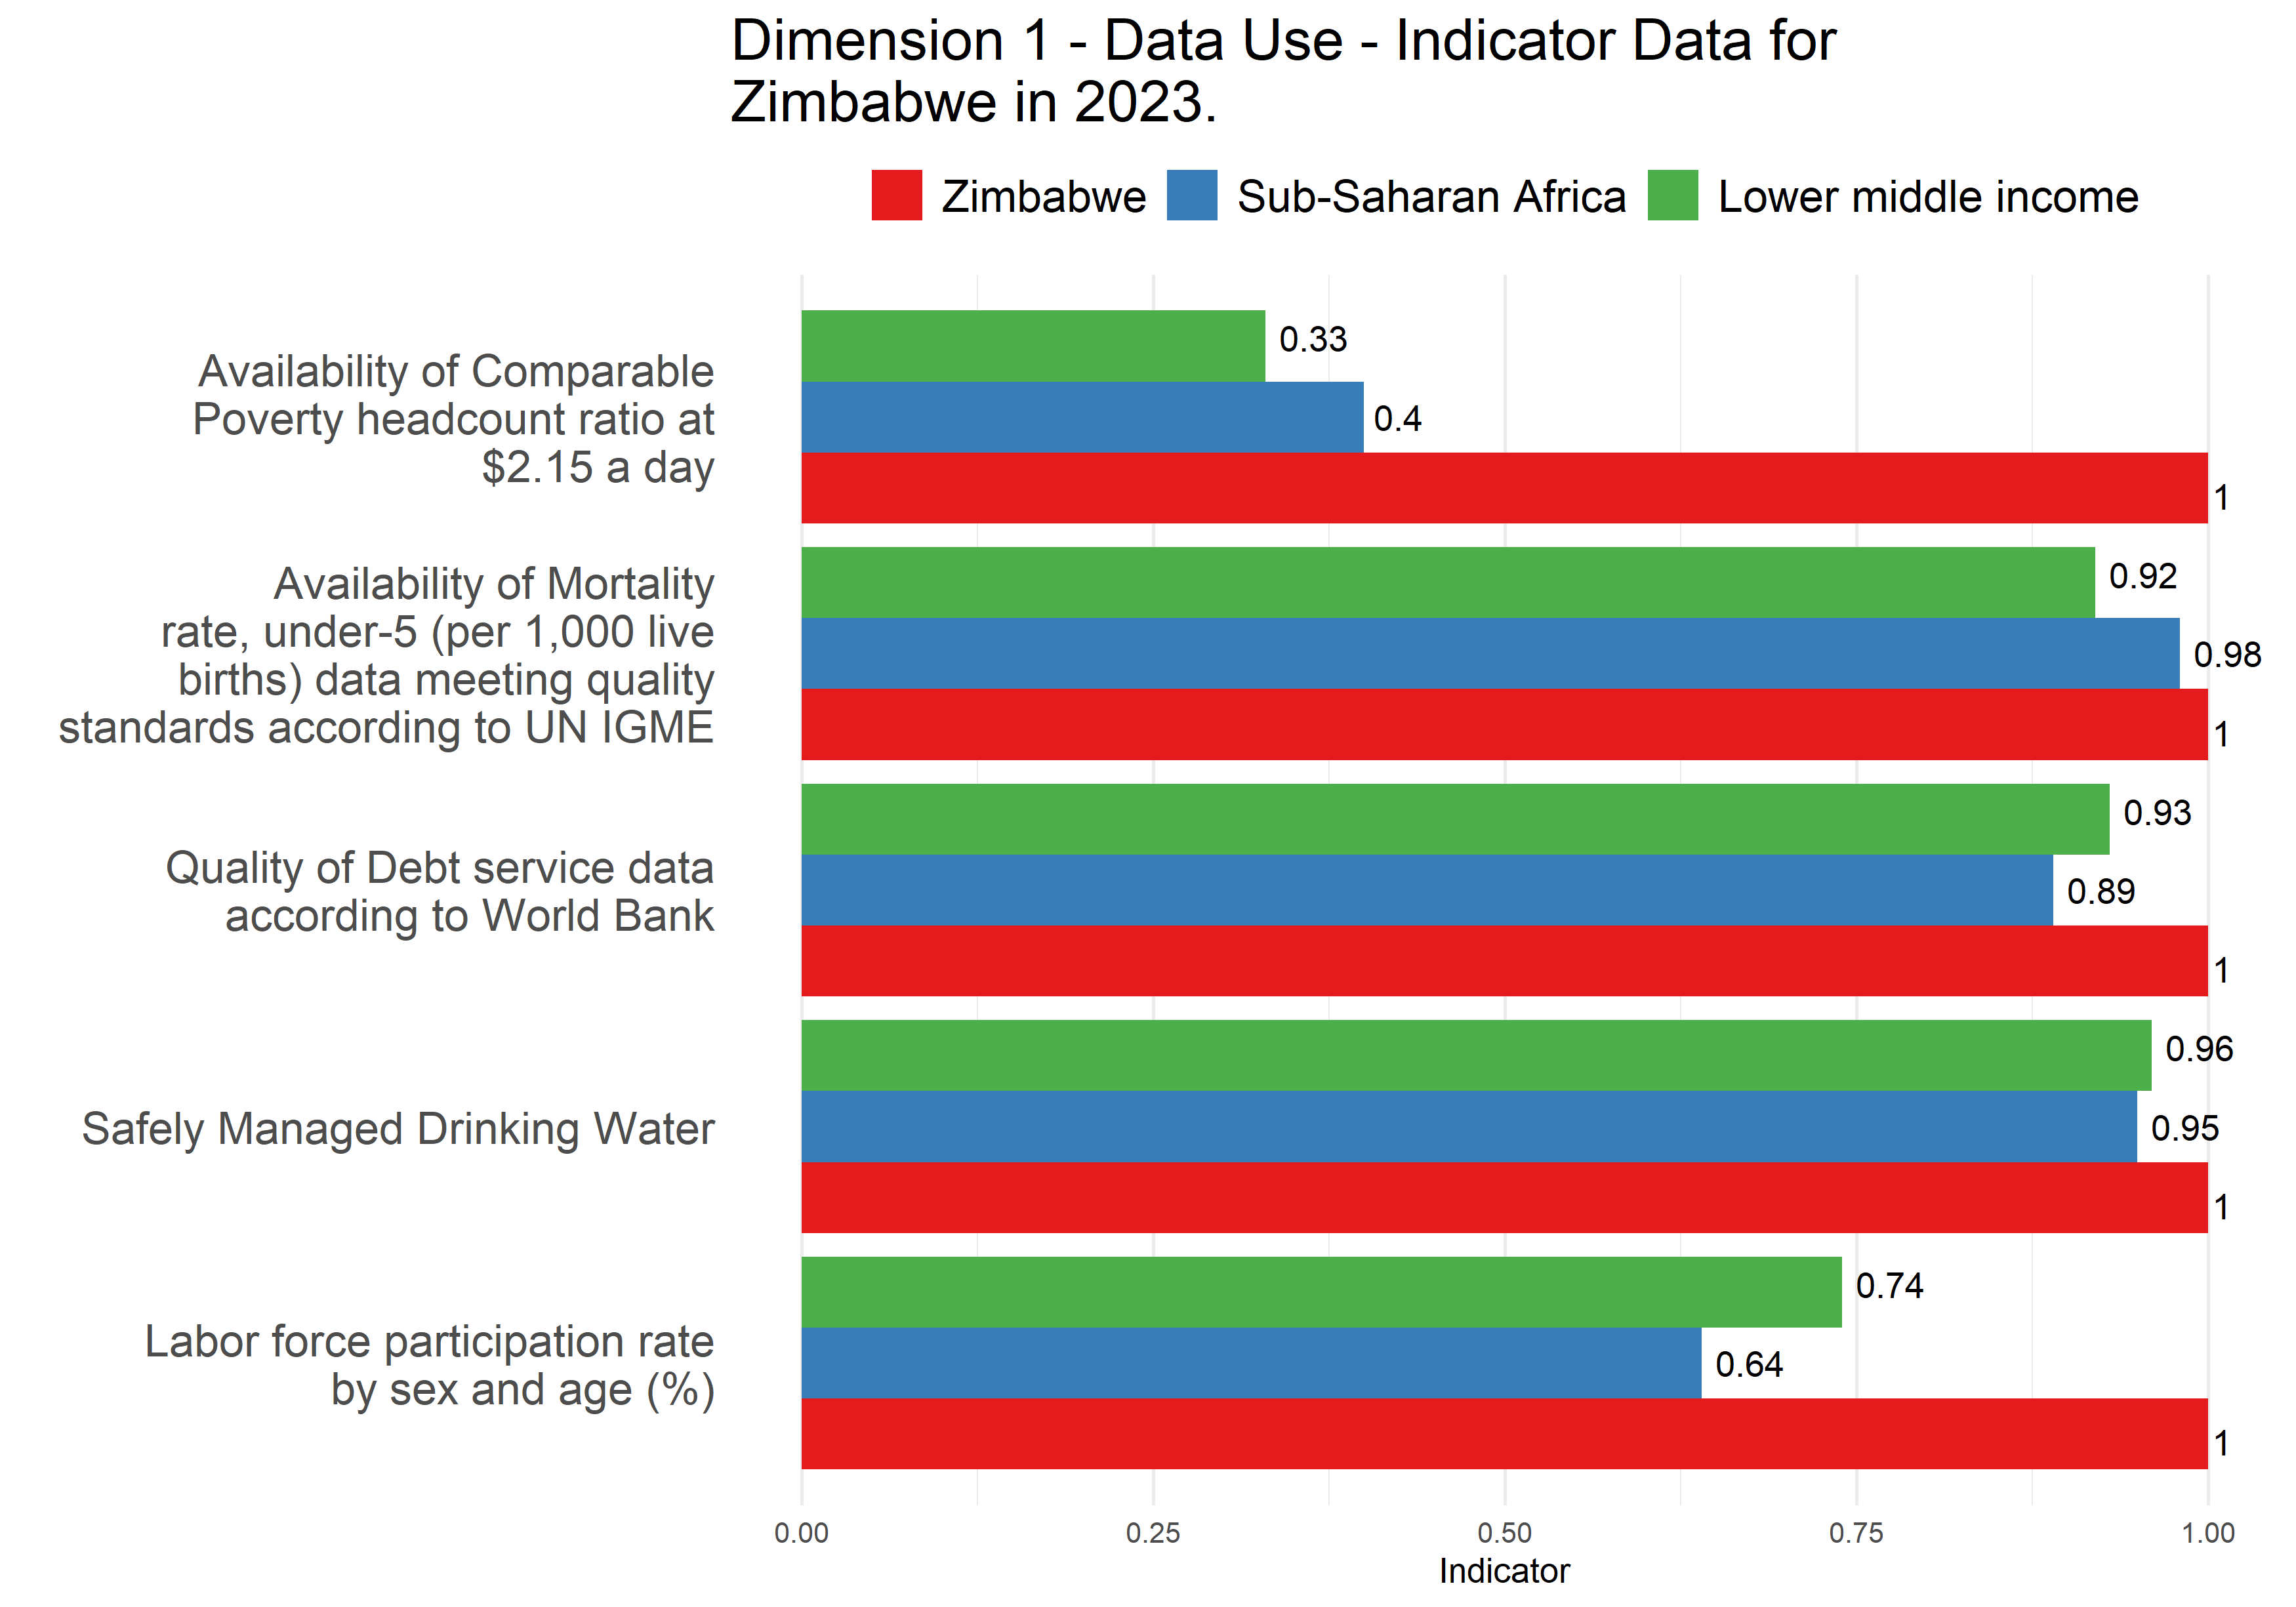 Dimension 1 - Data Use - Indicator Data for
Zimbabwe in 2023.
Zimbabwe Sub-Saharan Africa Lower middle income
Availability of Comparable
Poverty headcount ratio at
$2.15 a day
0.33
0.4
1
Availability of Mortality
rate, under-5 (per 1,000 live
births) data meeting quality
standards according to UN IGME
0.92
0.98
1
Quality of Debt service data
according to World Bank
0.93
0.89
1
Safely Managed Drinking Water
0.96
0.95
1
Labor force participation rate
by sex and age (%)
0.74
0.64
1
0.00 0.25 0.50 0.75 1.00
Indicator